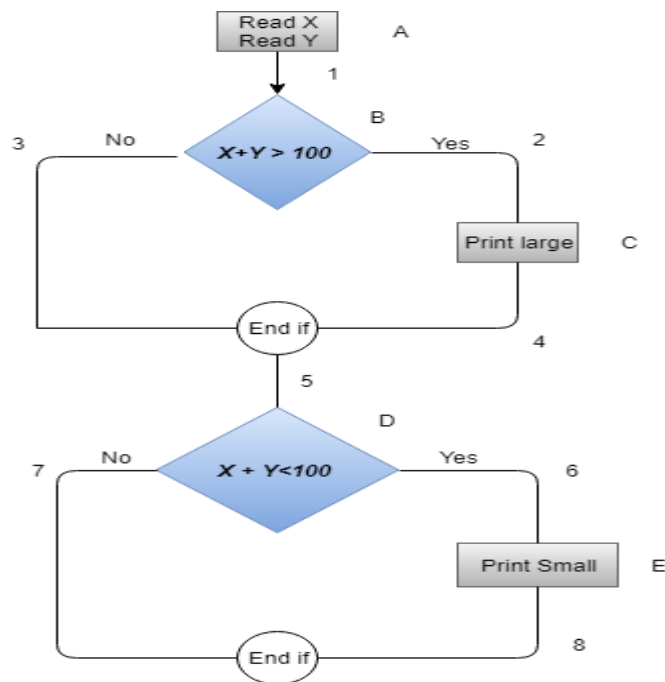 Read X
Read Y
A
1
B
3
No
X+Y > 100
Yes
2
Print large
C
End if
4
5
D
7
No
X + Y<100
Yes
6
Print Small
E
End if
8